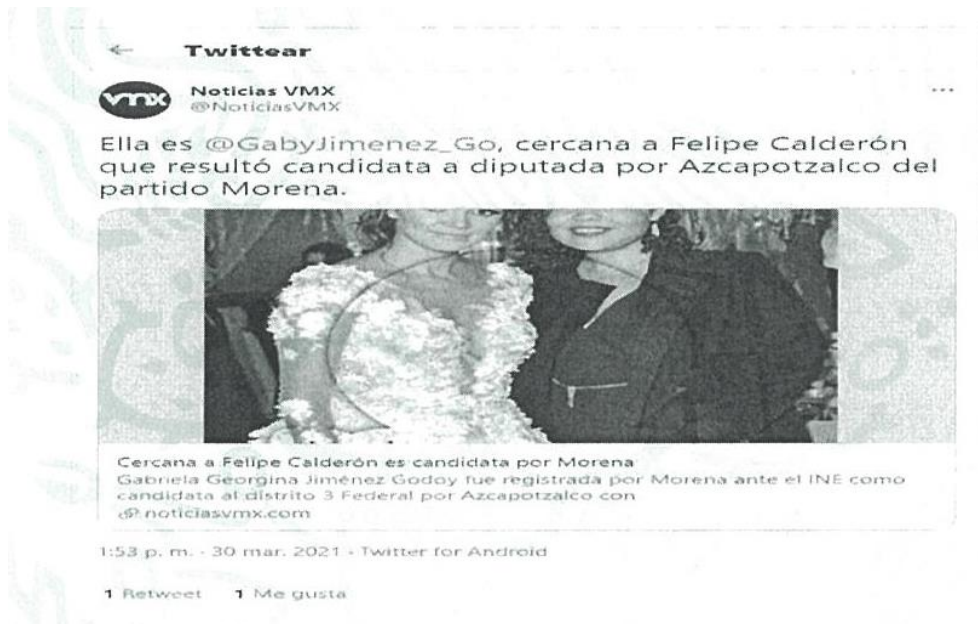 ← Twittear
vmx Noticias VMX
@NoticiasVMX
Ella es @GabyJimenez_Go, cercana a Felipe Calderón
que resultó candidata a diputada por Azcapotzalco del
partido Morena.
Cercana a Felipe Calderón es candidata por Morena
Gabriela Georgina Jiménez Godoy fue registrada por Morena ante el INE como
candidata al distrito 3 Federal por Azcapotzalco con
noticiasvmx.com
1:53 p. m. · 30 mar. 2021 · Twitter for Android
1 Retweet 1 Me gusta